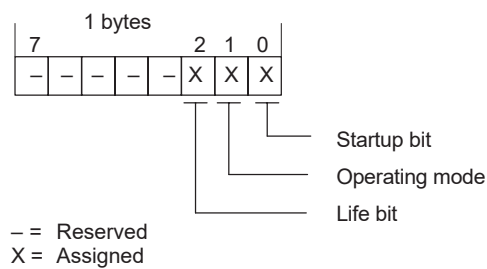 1 bytes
7 2 1 0
– – – – – X X X
Startup bit
Operating mode
Life bit
– = Reserved
X = Assigned